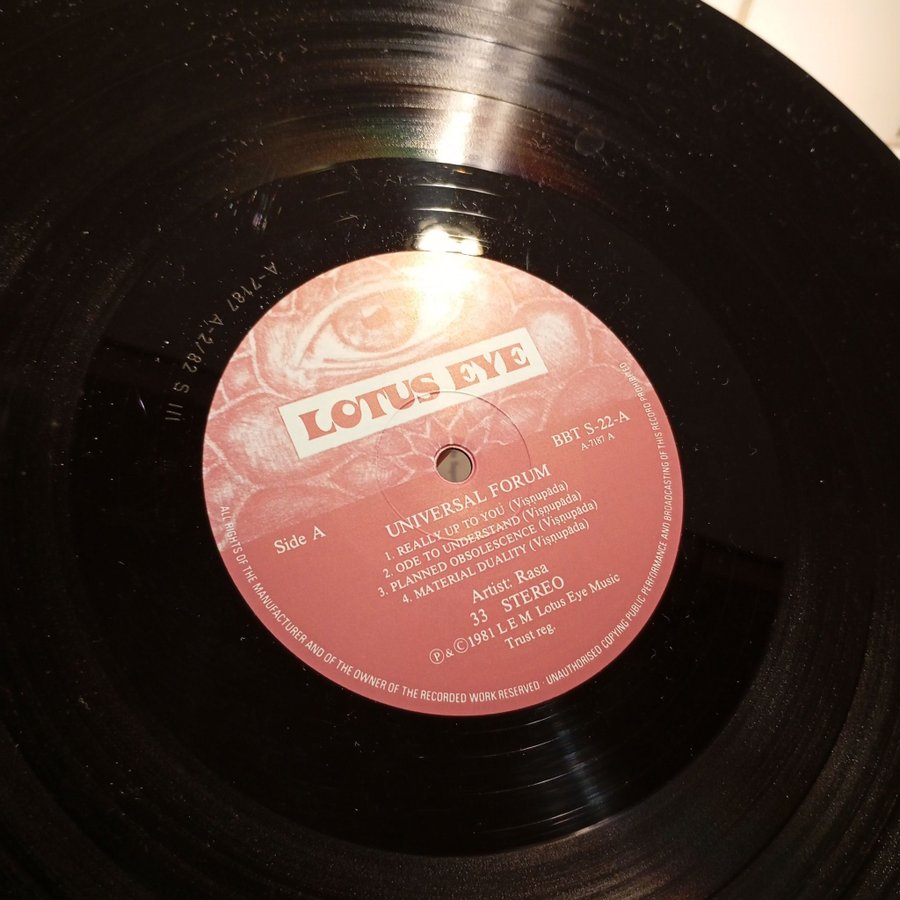 A-7187 A-2/82 S III
LOTUS EYE
BBT S-22-A
A-7187 A
Side A
UNIVERSAL FORUM
1. REALLY UP TO YOU (Viṣṇupāda)
2. ODE TO UNDERSTAND (Viṣṇupāda)
3. PLANNED OBSOLESCENCE (Viṣṇupāda)
4. MATERIAL DUALITY (Viṣṇupāda)
Artist: Rasa
33 STEREO
Ⓟ & Ⓒ 1981 L E M Lotus Eye Music
Trust reg.
ALL RIGHTS OF THE MANUFACTURER AND OF THE OWNER OF THE RECORDED WORK RESERVED · UNAUTHORISED COPYING PUBLIC PERFORMANCE AND BROADCASTING OF THIS RECORD PROHIBITED